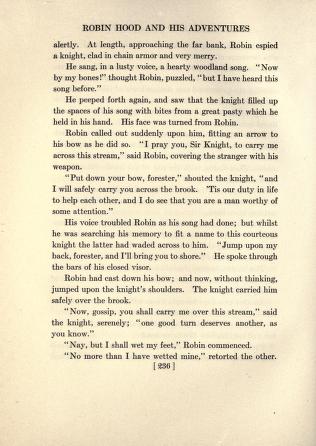 ROBIN HOOD AND HIS ADVENTURES
alertly. At length, approaching the far bank, Robin espied
a knight, clad in chain armor and very merry.
He sang, in a lusty voice, a hearty woodland song. "Now
by my bones!" thought Robin, puzzled, "but I have heard this
song before."
He peeped forth again, and saw that the knight filled up
the spaces of his song with bites from a great pasty which he
held in his hand. His face was turned from Robin.
Robin called out suddenly upon him, fitting an arrow to
his bow as he did so. "I pray you, Sir Knight, to carry me
across this stream," said Robin, covering the stranger with his
weapon.
"Put down your bow, forester," shouted the knight, "and
I will safely carry you across the brook. 'Tis our duty in life
to help each other, and I do see that you are a man worthy of
some attention."
His voice troubled Robin as his song had done; but whilst
he was searching his memory to fit a name to this courteous
knight the latter had waded across to him. "Jump upon my
back, forester, and I'll bring you to shore." He spoke through
the bars of his closed visor.
Robin had cast down his bow; and now, without thinking,
jumped upon the knight's shoulders. The knight carried him
safely over the brook.
"Now, gossip, you shall carry me over this stream," said
the knight, serenely; "one good turn deserves another, as
you know."
"Nay, but I shall wet my feet," Robin commenced.
"No more than I have wetted mine," retorted the other.
[ 236 ]